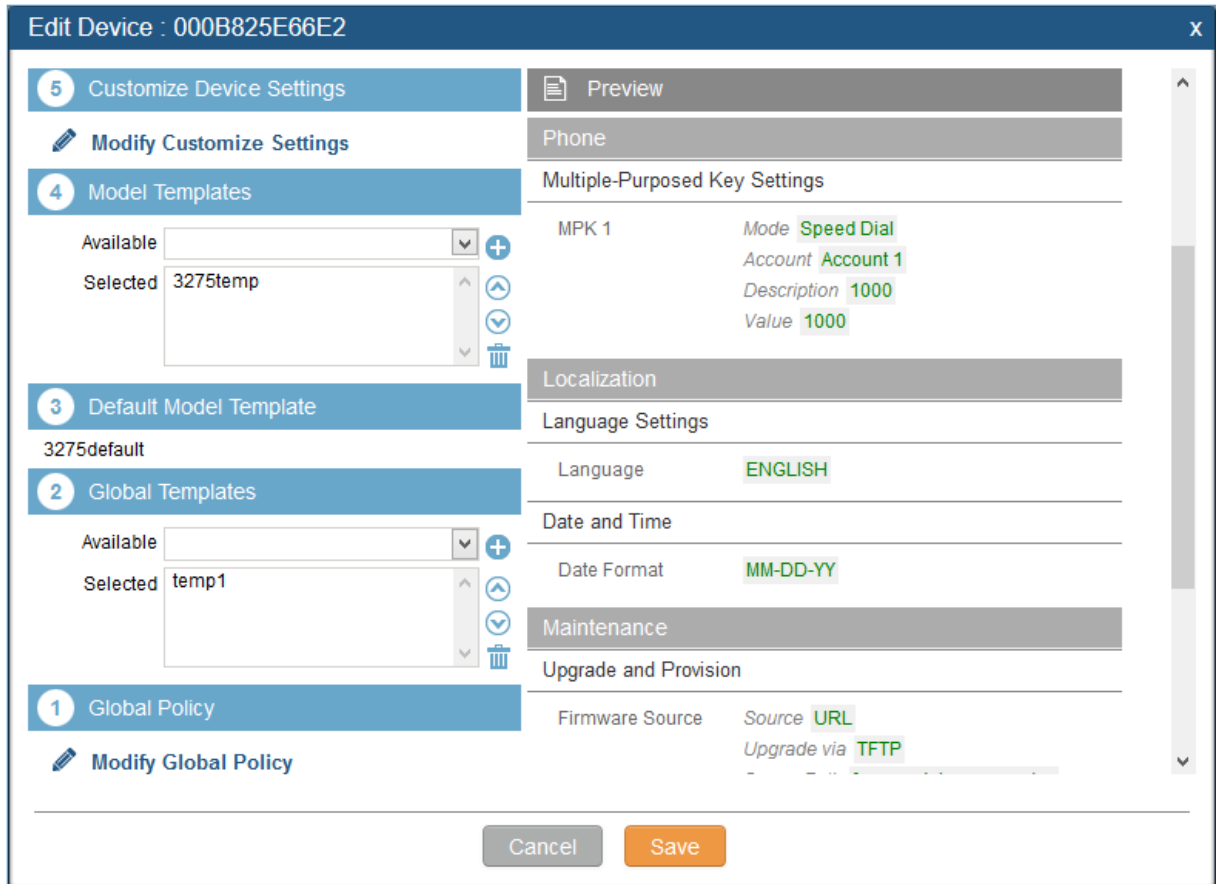 Edit Device : 000B825E66E2
X
5 Customize Device Settings
Modify Customize Settings
4 Model Templates
Available
Selected 3275temp
3 Default Model Template
3275default
2 Global Templates
Available
Selected temp1
1 Global Policy
Modify Global Policy
Preview
Phone
Multiple-Purposed Key Settings
MPK 1 Mode Speed Dial
Account Account 1
Description 1000
Value 1000
Localization
Language Settings
Language ENGLISH
Date and Time
Date Format MM-DD-YY
Maintenance
Upgrade and Provision
Firmware Source Source URL
Upgrade via TFTP
Cancel Save